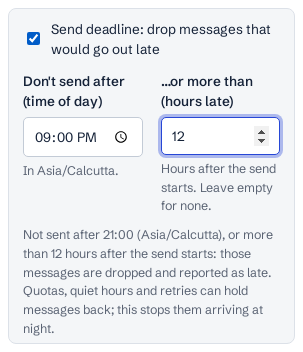 Send deadline: drop messages that
would go out late
Don't send after
(time of day)
...or more than
(hours late)
09:00 PM
12
In Asia/Calcutta.
Hours after the send
starts. Leave empty
for none.
Not sent after 21:00 (Asia/Calcutta), or more
than 12 hours after the send starts: those
messages are dropped and reported as late.
Quotas, quiet hours and retries can hold
messages back; this stops them arriving at
night.